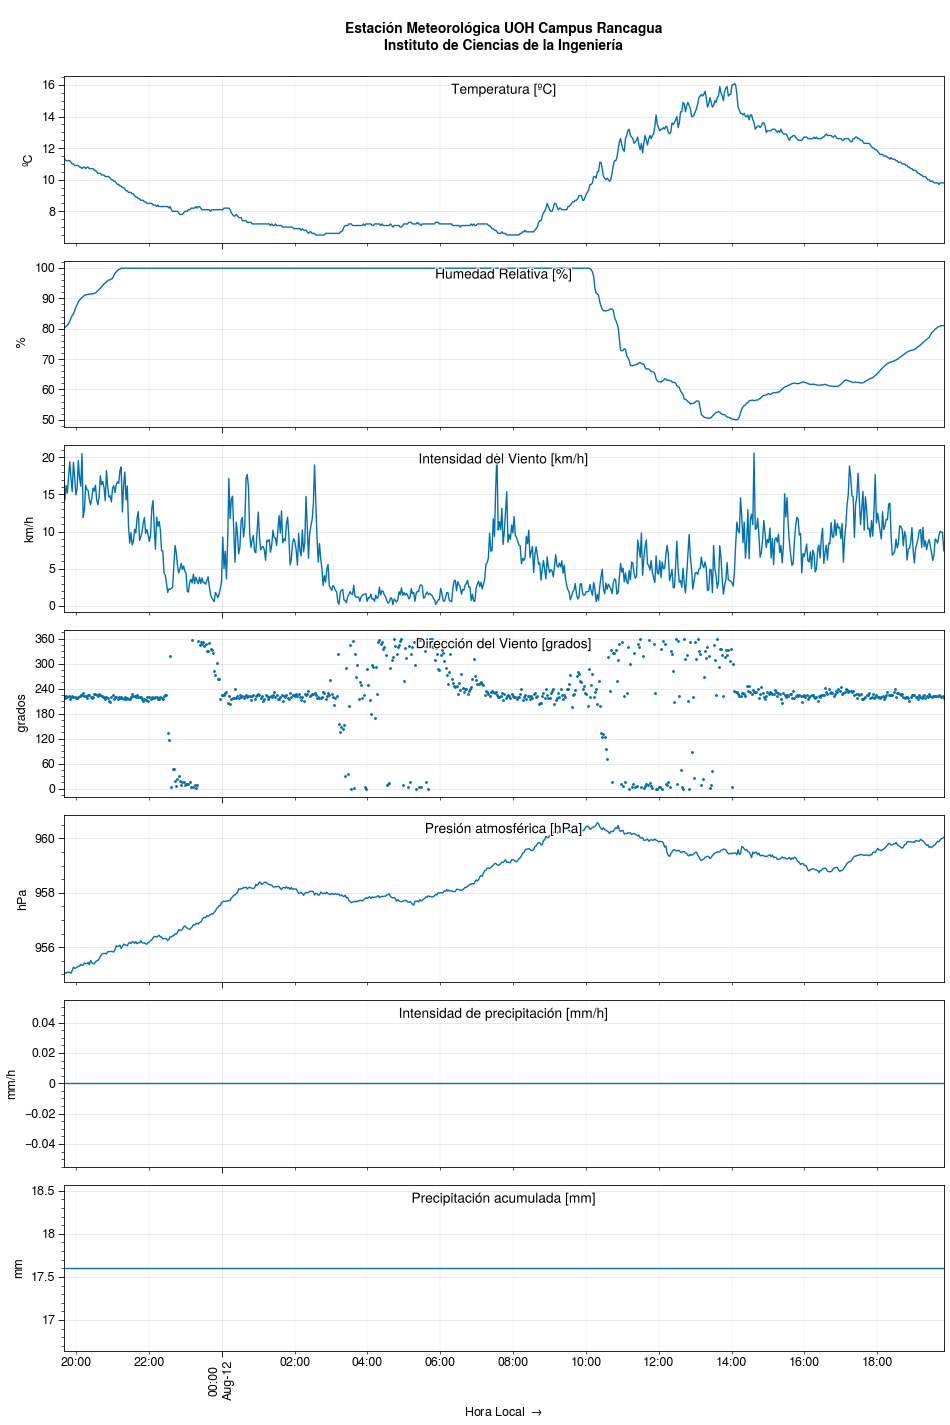 Estación Meteorológica UOH Campus Rancagua
Instituto de Ciencias de la Ingeniería
Temperatura [ºC]
16
14
12
10
8
ºC
Humedad Relativa [%]
100
90
80
70
60
50
%
Intensidad del Viento [km/h]
20
15
10
5
0
km/h
Dirección del Viento [grados]
360
300
240
180
120
60
0
grados
Presión atmosférica [hPa]
960
958
956
hPa
Intensidad de precipitación [mm/h]
0.04
0.02
0
−0.02
−0.04
mm/h
Precipitación acumulada [mm]
18.5
18
17.5
17
mm
20:00 22:00 00:00 02:00 04:00 06:00 08:00 10:00 12:00 14:00 16:00 18:00
Aug-12
Hora Local →